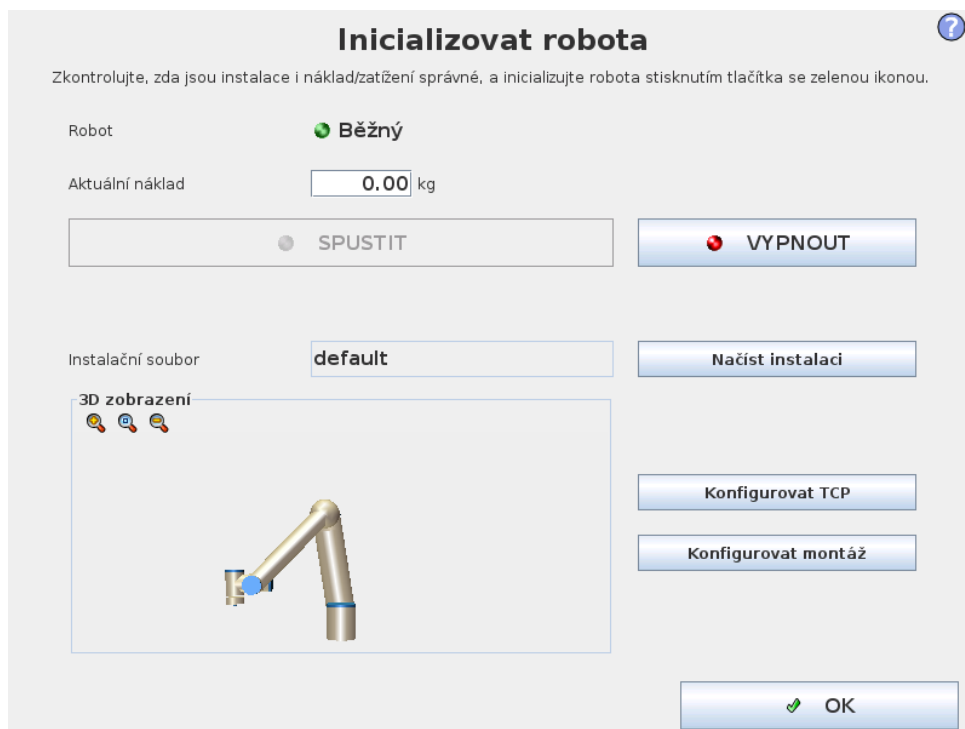 Inicializovat robota
?
Zkontrolujte, zda jsou instalace i náklad/zatížení správné, a inicializujte robota stisknutím tlačítka se zelenou ikonou.
Robot
Běžný
Aktuální náklad
0.00 kg
SPUSTIT
VYPNOUT
Instalační soubor
default
Načíst instalaci
3D zobrazení
Konfigurovat TCP
Konfigurovat montáž
OK